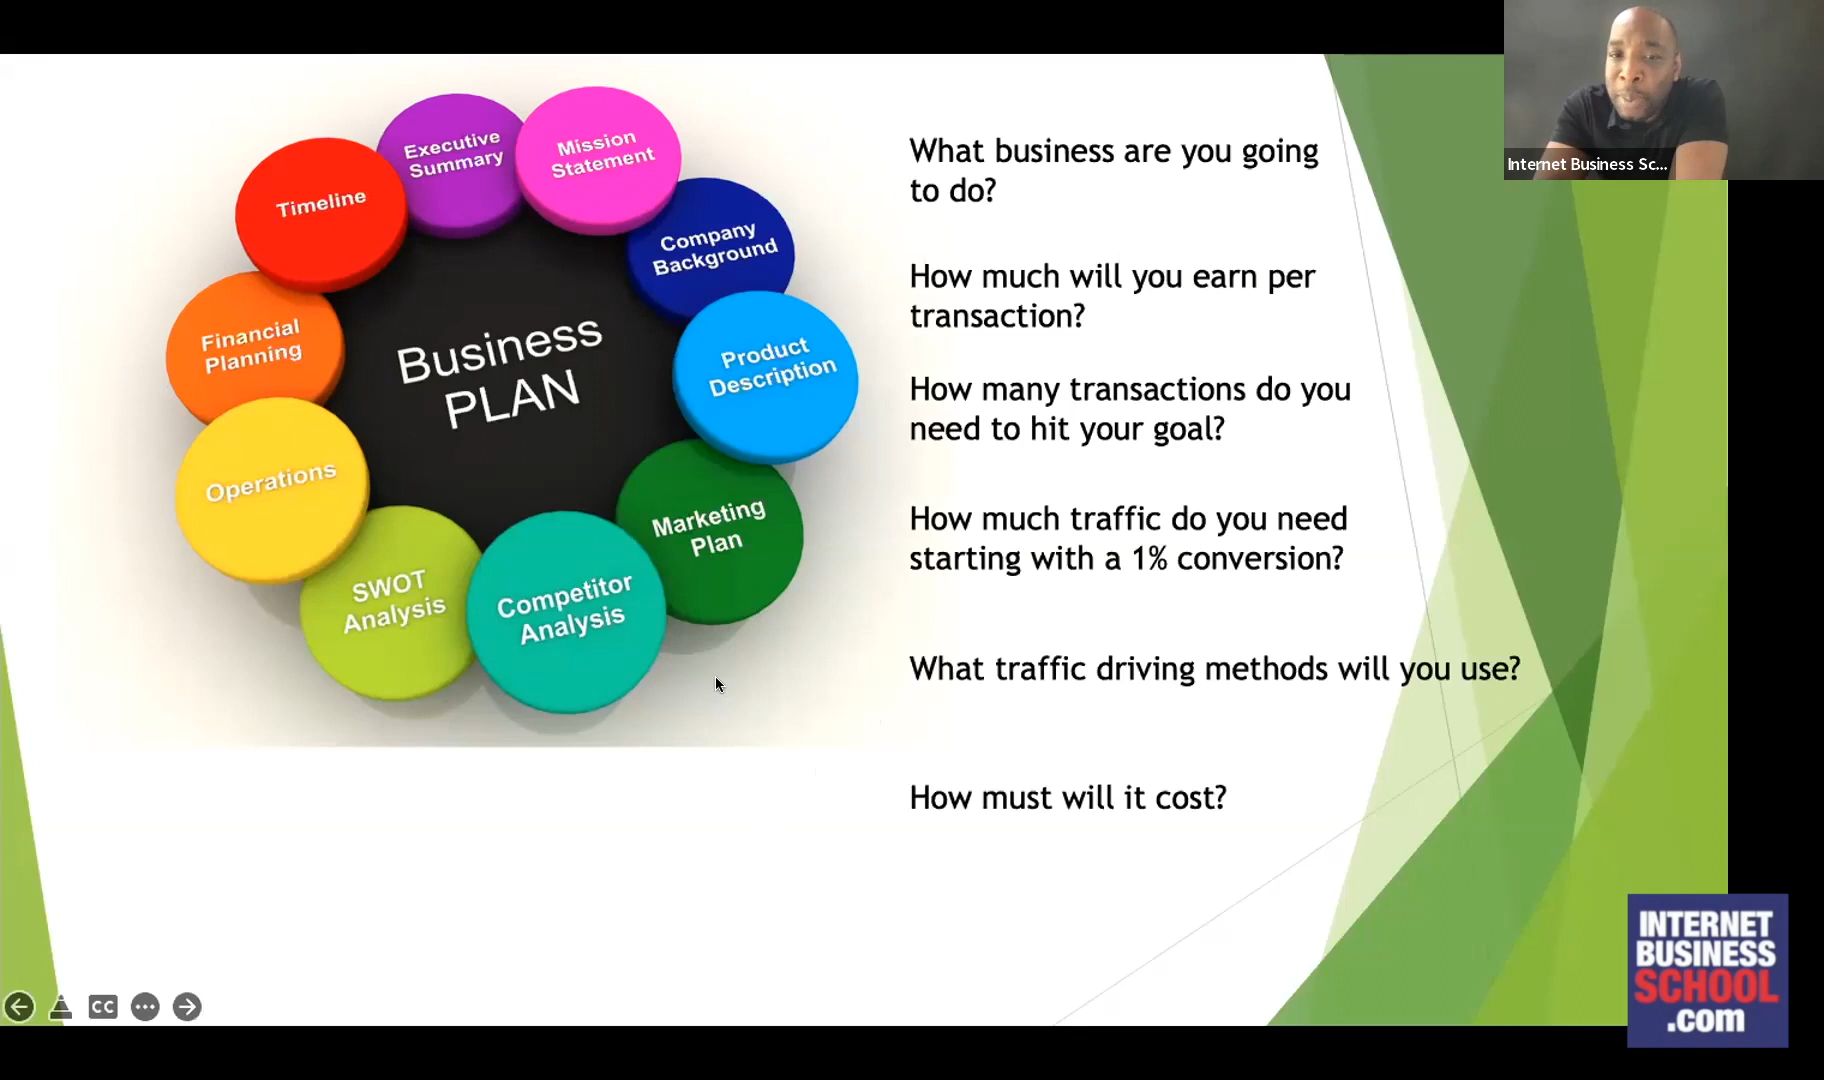 Executive
Summary
Mission
Statement
Timeline
Company
Background
Financial
Planning
Business
PLAN
Product
Description
Operations
Marketing
Plan
SWOT
Analysis
Competitor
Analysis
What business are you going
to do?
How much will you earn per
transaction?
How many transactions do you
need to hit your goal?
How much traffic do you need
starting with a 1% conversion?
What traffic driving methods will you use?
How must will it cost?
Internet Business Sc...
CC
INTERNET
BUSINESS
SCHOOL
.com